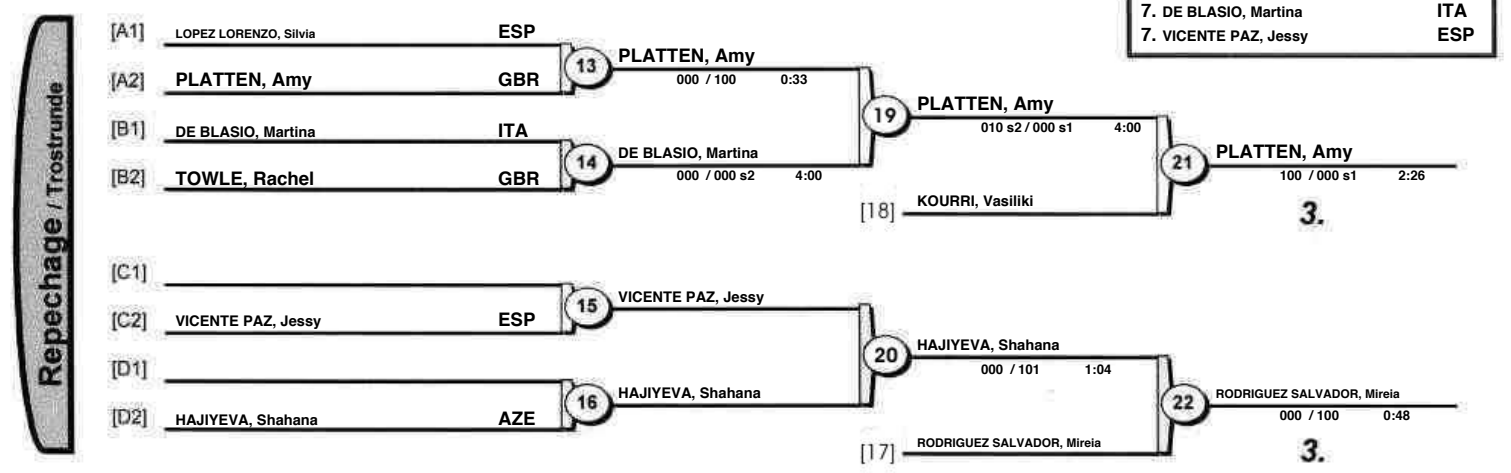 7. DE BLASIO, Martina ITA
7. VICENTE PAZ, Jessy ESP
Repechage / Trostrunde
[A1] LOPEZ LORENZO, Silvia ESP
[A2] PLATTEN, Amy GBR
13 PLATTEN, Amy
000 / 100 0:33
[B1] DE BLASIO, Martina ITA
[B2] TOWLE, Rachel GBR
14 DE BLASIO, Martina
000 / 000 s2 4:00
19 PLATTEN, Amy
010 s2 / 000 s1 4:00
[18] KOURRI, Vasiliki
21 PLATTEN, Amy
100 / 000 s1 2:26
3.
[C1]
[C2] VICENTE PAZ, Jessy ESP
15 VICENTE PAZ, Jessy
[D1]
[D2] HAJIYEVA, Shahana AZE
16 HAJIYEVA, Shahana
20 HAJIYEVA, Shahana
000 / 101 1:04
[17] RODRIGUEZ SALVADOR, Mireia
22 RODRIGUEZ SALVADOR, Mireia
000 / 100 0:48
3.